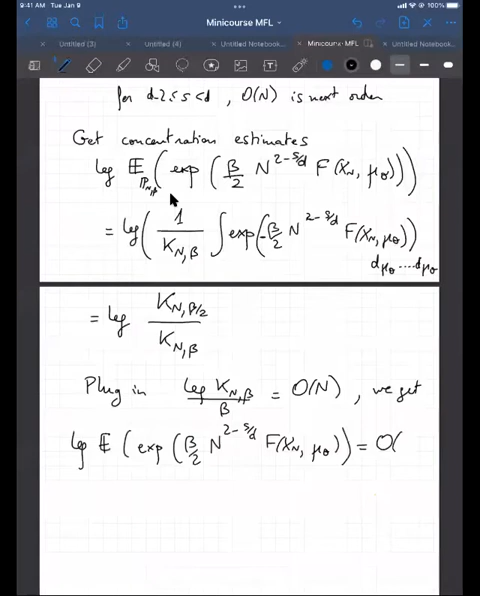 9:41 AM Tue Jan 9
100%
Minicourse MFL
Untitled (3)
Untitled (4)
Untitled Notebook...
Minicourse MFL
Untitled Notebook...
for d-2≤s<d, O(N) is next order
Get concentration estimates
log E_{P_{N,β}} ( exp ( β/2 N^{2-s/d} F(X_N, μ_θ) ) )
= log ( 1/K_{N,β} ∫ exp( -β/2 N^{2-s/d} F(X_N, μ_θ) )
dμ_θ....dμ_θ
= log K_{N,β/2} / K_{N,β}
Plug in log K_{N,β} / β = O(N), we get
log E ( exp ( β/2 N^{2-s/d} F(X_N, μ_θ) ) = O(